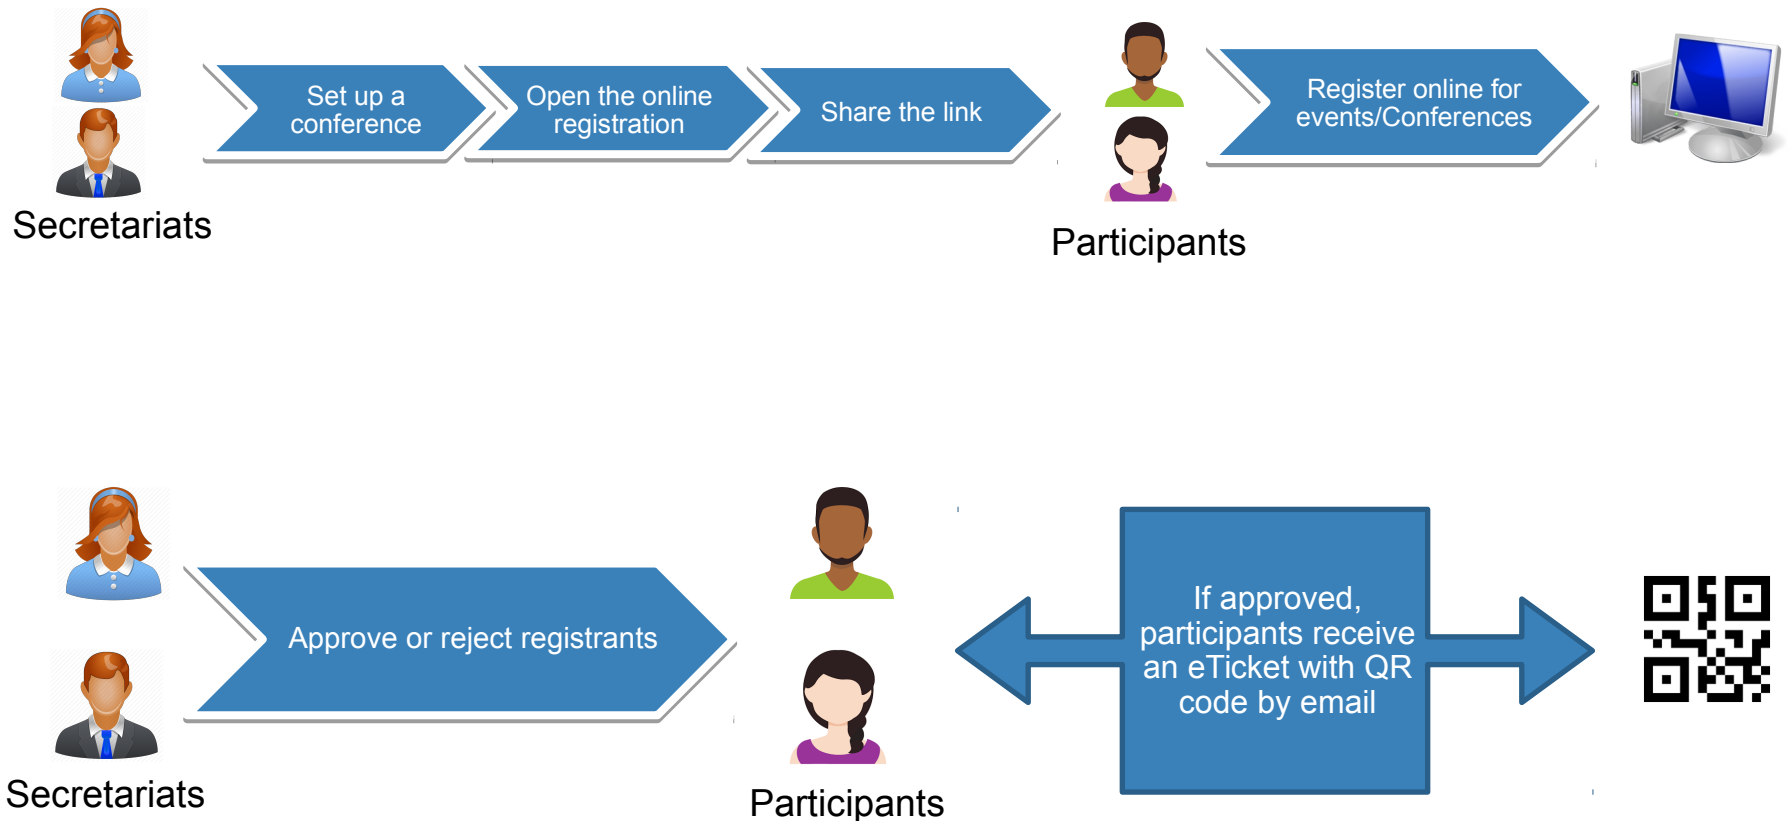 Set up a
conference
Open the online
registration
Share the link
Register online for
events/Conferences
Secretariats
Participants
Approve or reject registrants
If approved,
participants receive
an eTicket with QR
code by email
Secretariats
Participants